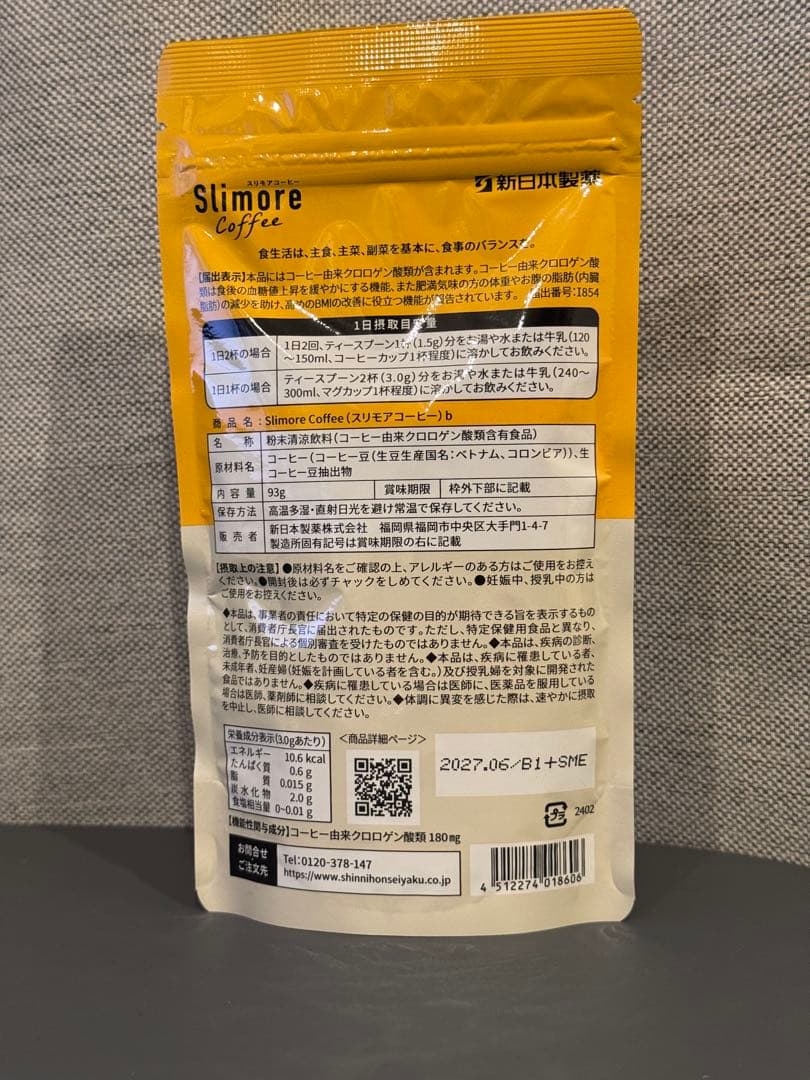 スリモアコーヒー
Slimore
Coffee
新日本製薬
食生活は、主食、主菜、副菜を基本に、食事のバランスを。
【届出表示】本品にはコーヒー由来クロロゲン酸類が含まれます。コーヒー由来クロロゲン酸
類は食後の血糖値上昇を緩やかにする機能、また肥満気味の方の体重やお腹の脂肪(内臓
脂肪)の減少を助け、高めのBMIの改善に役立つ機能が報告されています。 届出番号:I854
1日摂取目安量
1日2杯の場合 1日2回、ティースプーン1杯(1.5g)分をお湯や水または牛乳(120
～150ml、コーヒーカップ1杯程度)に溶かしてお飲みください。
1日1杯の場合 ティースプーン2杯(3.0g)分をお湯や水または牛乳(240～
300ml、マグカップ1杯程度)に溶かしてお飲みください。
商品名:Slimore Coffee(スリモアコーヒー)b
名称 粉末清涼飲料(コーヒー由来クロロゲン酸類含有食品)
原材料名 コーヒー(コーヒー豆(生豆生産国名:ベトナム、コロンビア))、生
コーヒー豆抽出物
内容量 93g 賞味期限 枠外下部に記載
保存方法 高温多湿・直射日光を避け常温で保存してください。
販売者 新日本製薬株式会社 福岡県福岡市中央区大手門1-4-7
製造所固有記号は賞味期限の右に記載
【摂取上の注意】●原材料名をご確認の上、アレルギーのある方はご使用をお控え
ください。●開封後は必ずチャックをしめてください。●妊娠中、授乳中の方は
ご使用をお控えください。
◆本品は、事業者の責任において特定の保健の目的が期待できる旨を表示するもの
として、消費者庁長官に届出されたものです。ただし、特定保健用食品と異なり、
消費者庁長官による個別審査を受けたものではありません。◆本品は、疾病の診断、
治療、予防を目的としたものではありません。◆本品は、疾病に罹患している者、
未成年者、妊産婦(妊娠を計画している者を含む。)及び授乳婦を対象に開発された
食品ではありません。◆疾病に罹患している場合は医師に、医薬品を服用している
場合は医師、薬剤師に相談してください。◆体調に異変を感じた際は、速やかに摂取
を中止し、医師に相談してください。
栄養成分表示(3.0gあたり)
エネルギー 10.6 kcal
たんぱく質 0.6 g
脂質 0.015 g
炭水化物 2.0 g
食塩相当量 0~0.01 g
＜商品詳細ページ＞
2027.06/B1+SME
プラ
2402
【機能性関与成分】コーヒー由来クロロゲン酸類 180mg
お問合せ
ご注文先
Tel:0120-378-147
https://www.shinnihonseiyaku.co.jp
4 512274 018606